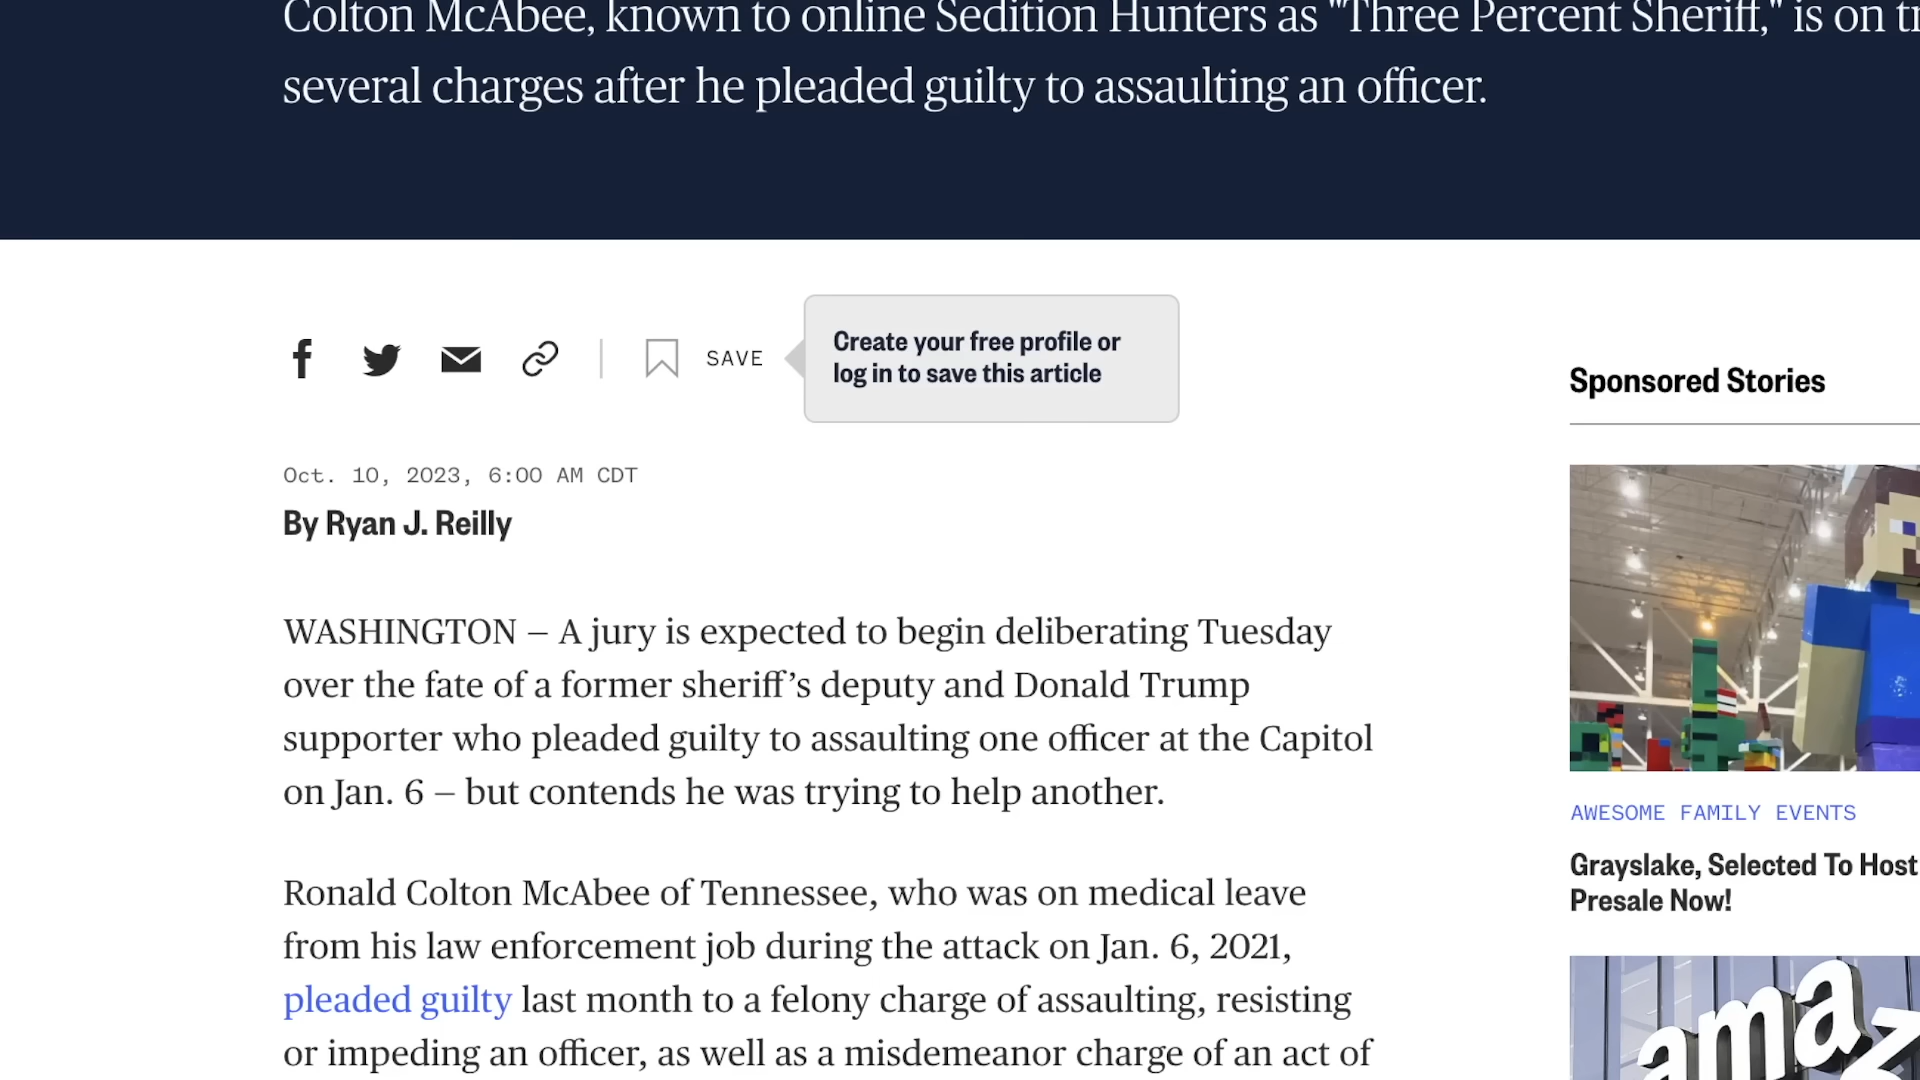 Colton McAbee, known to online Sedition Hunters as "Three Percent Sheriff," is on tr
several charges after he pleaded guilty to assaulting an officer.
SAVE
Create your free profile or
log in to save this article
Sponsored Stories
Oct. 10, 2023, 6:00 AM CDT
By Ryan J. Reilly
WASHINGTON — A jury is expected to begin deliberating Tuesday
over the fate of a former sheriff’s deputy and Donald Trump
supporter who pleaded guilty to assaulting one officer at the Capitol
on Jan. 6 — but contends he was trying to help another.
Ronald Colton McAbee of Tennessee, who was on medical leave
from his law enforcement job during the attack on Jan. 6, 2021,
pleaded guilty last month to a felony charge of assaulting, resisting
or impeding an officer, as well as a misdemeanor charge of an act of
AWESOME FAMILY EVENTS
Grayslake, Selected To Host
Presale Now!
amaz